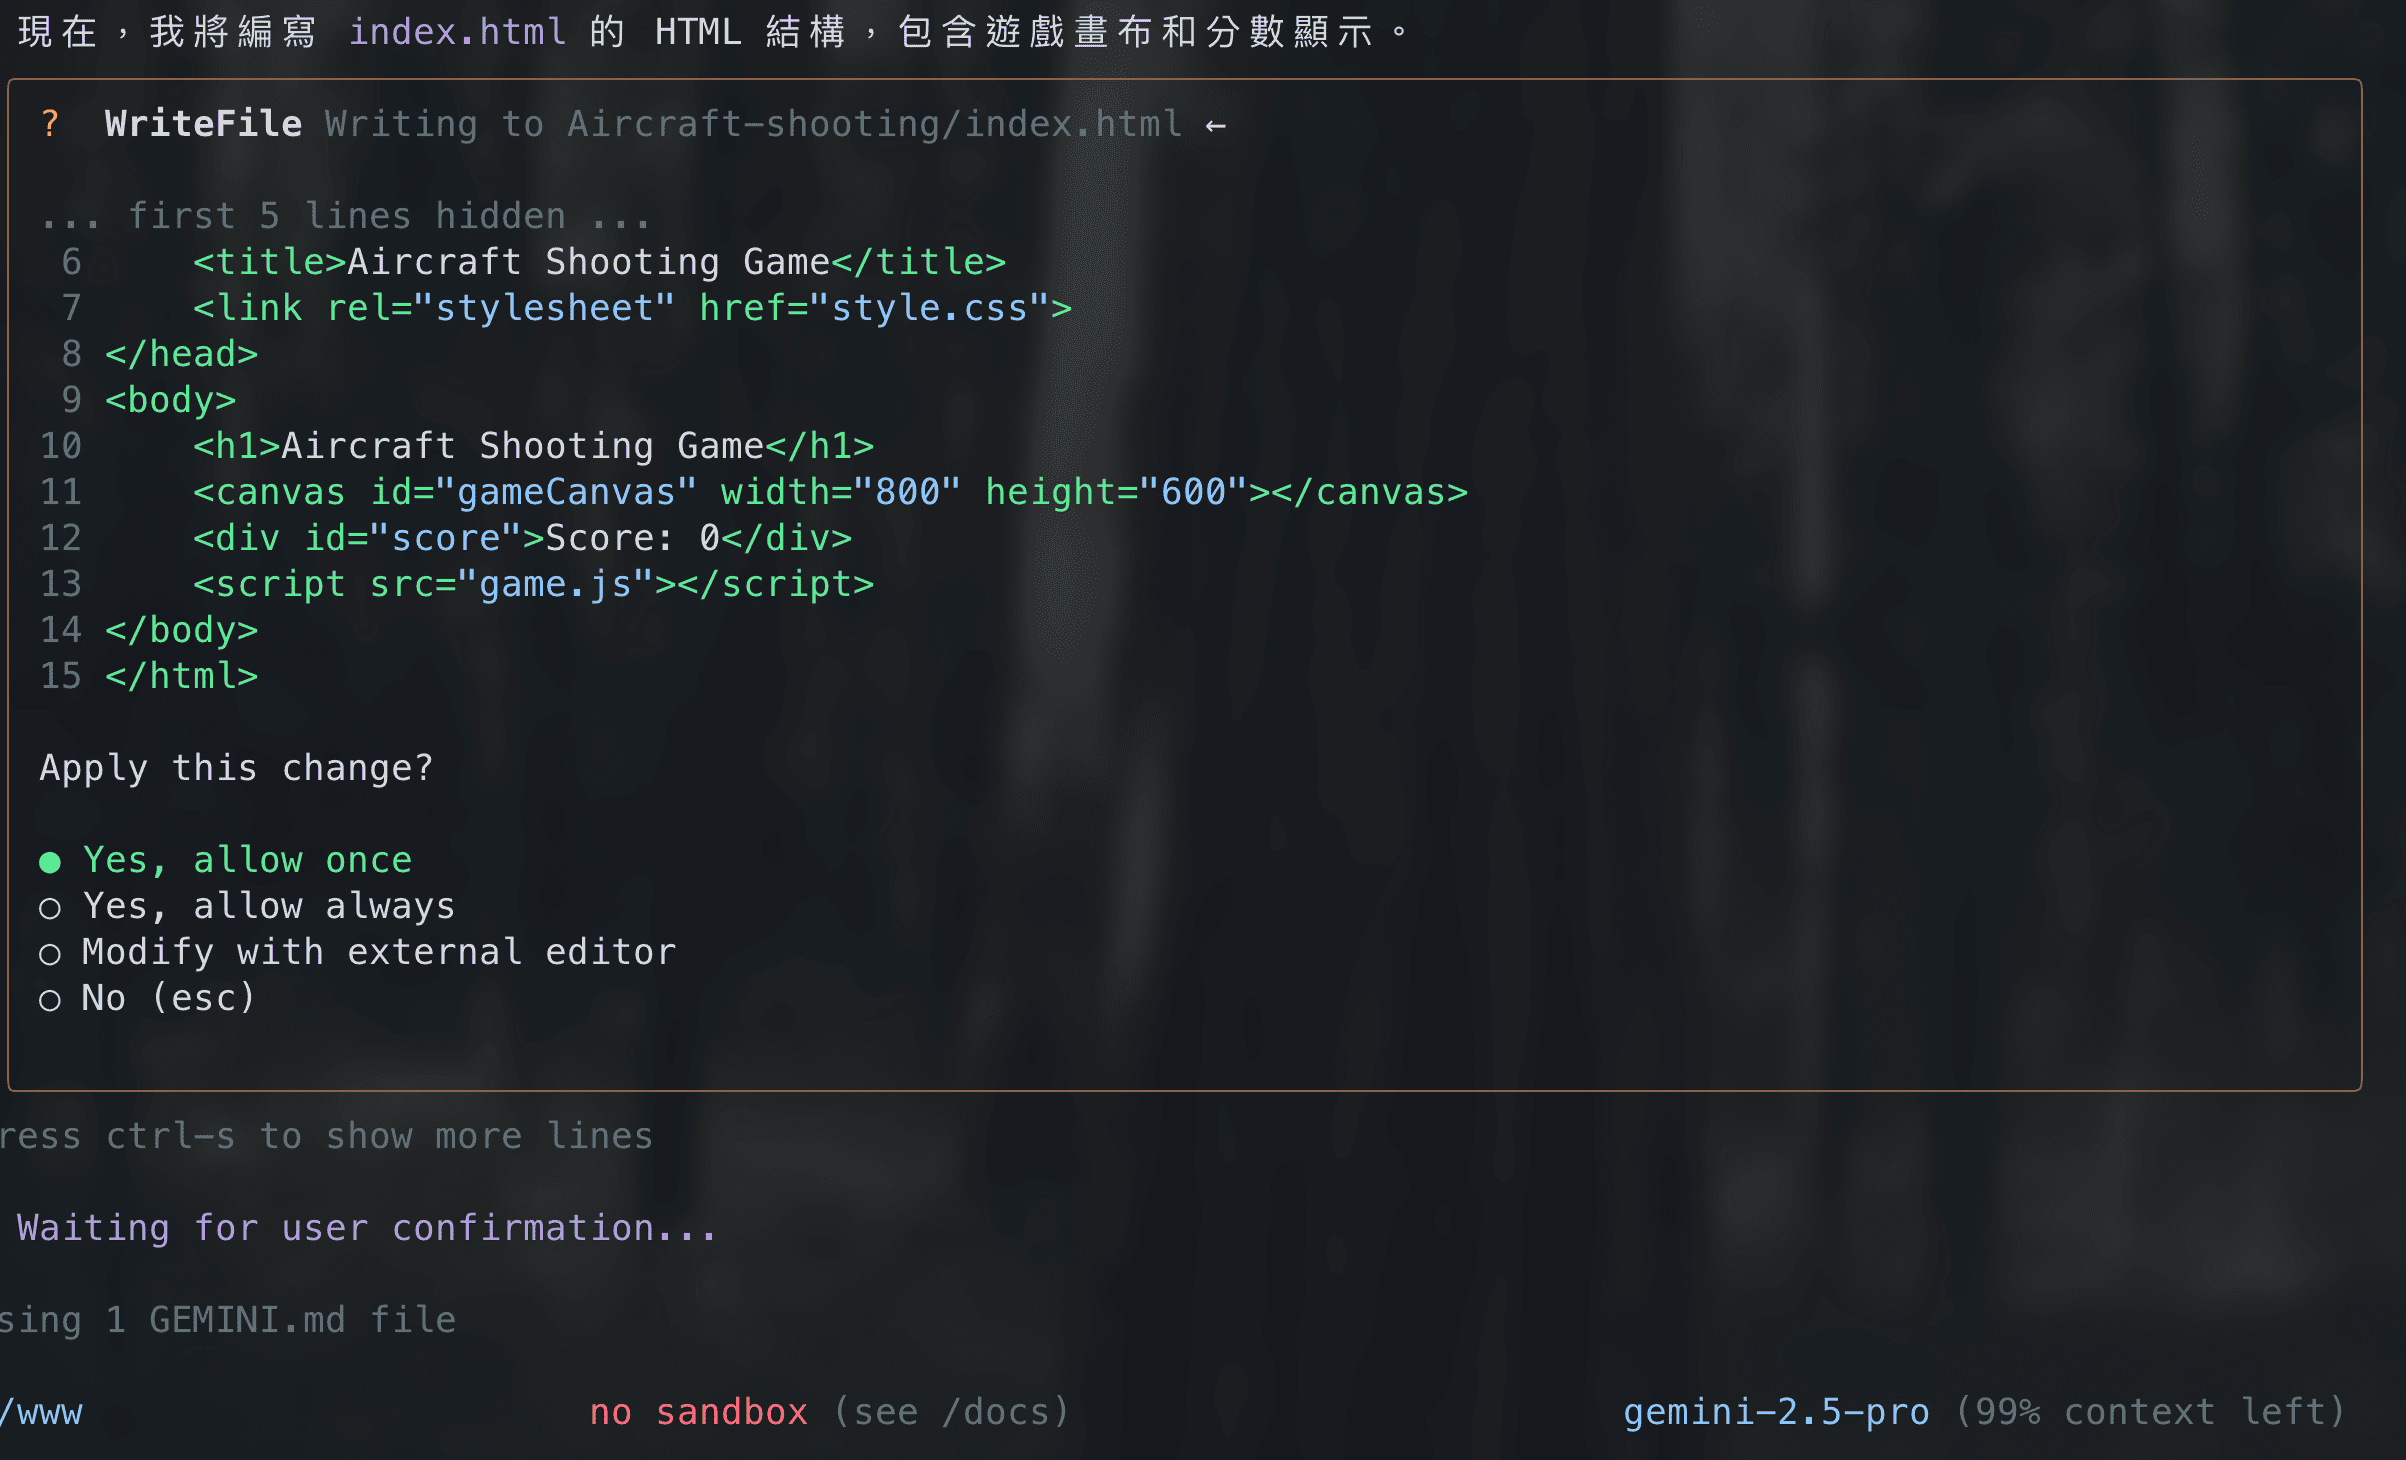 現在，我將編寫 index.html 的 HTML 結構，包含遊戲畫布和分數顯示。
? WriteFile Writing to Aircraft-shooting/index.html ←
... first 5 lines hidden ...
6     <title>Aircraft Shooting Game</title>
7     <link rel="stylesheet" href="style.css">
8 </head>
9 <body>
10     <h1>Aircraft Shooting Game</h1>
11     <canvas id="gameCanvas" width="800" height="600"></canvas>
12     <div id="score">Score: 0</div>
13     <script src="game.js"></script>
14 </body>
15 </html>
Apply this change?
● Yes, allow once
○ Yes, allow always
○ Modify with external editor
○ No (esc)
ress ctrl-s to show more lines
Waiting for user confirmation...
sing 1 GEMINI.md file
/www no sandbox (see /docs) gemini-2.5-pro (99% context left)